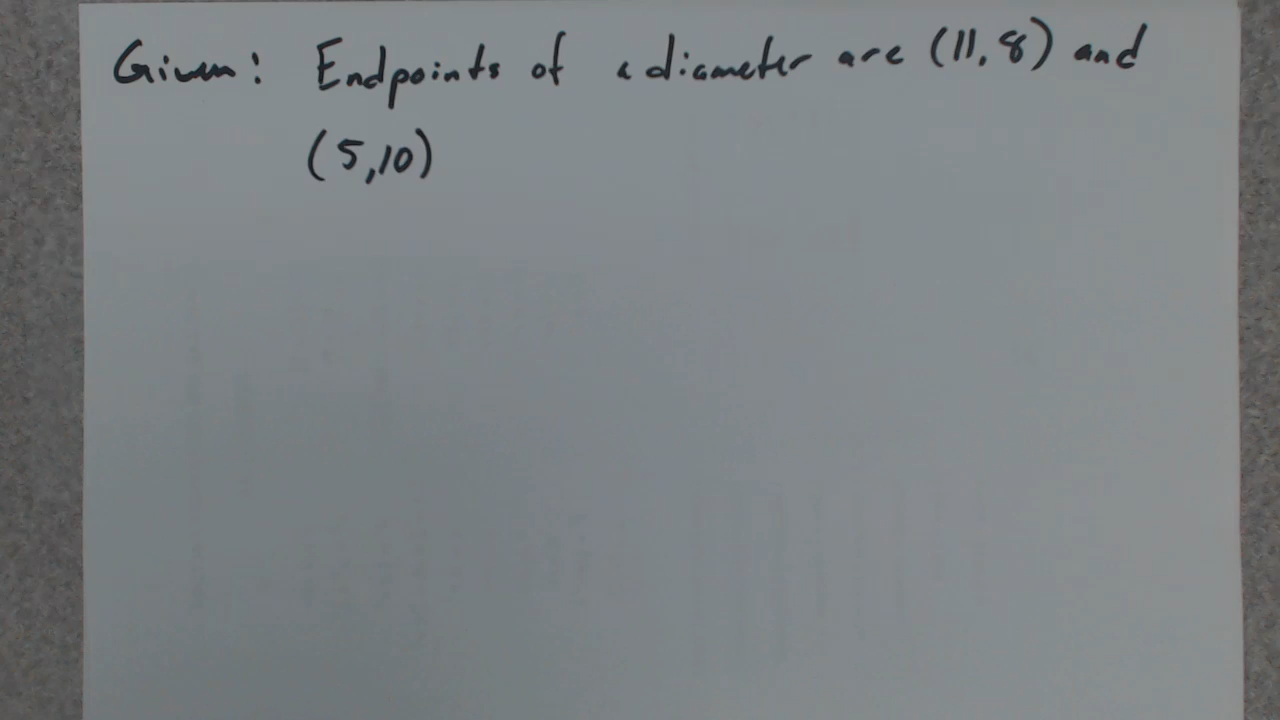 Given: Endpoints of a diameter are (11,8) and
(5,10)